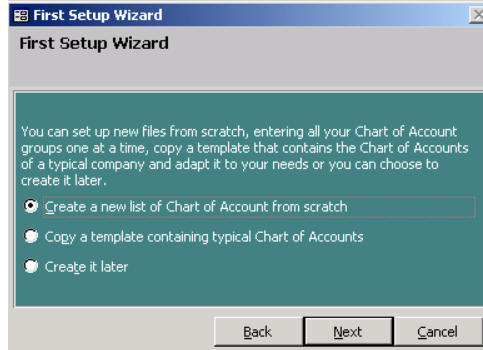 First Setup Wizard
First Setup Wizard
You can set up new files from scratch, entering all your Chart of Account
groups one at a time, copy a template that contains the Chart of Accounts
of a typical company and adapt it to your needs or you can choose to
create it later.
Create a new list of Chart of Account from scratch
Copy a template containing typical Chart of Accounts
Create it later
Back Next Cancel